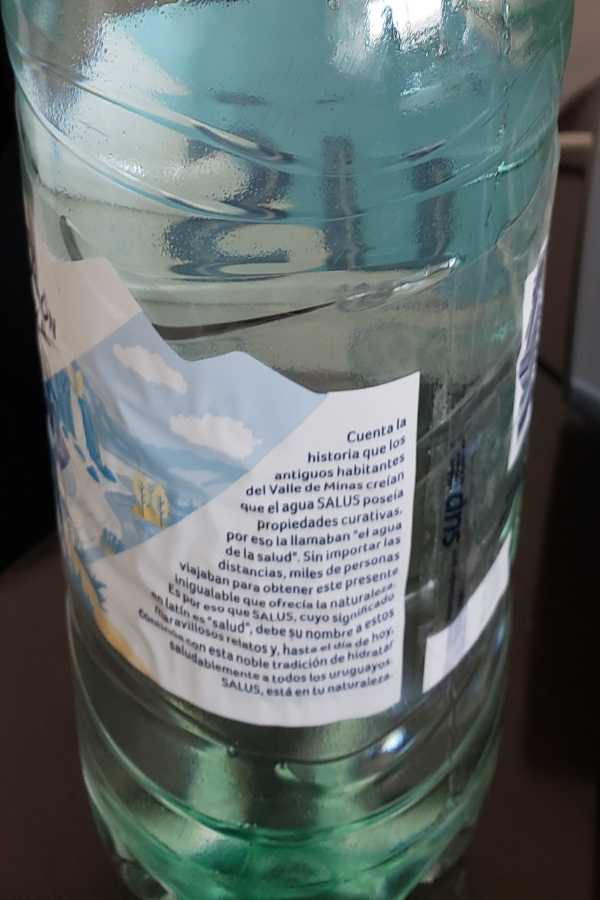 Cuenta la
historia que los
antiguos habitantes
del Valle de Minas creían
que el agua SALUS poseía
propiedades curativas,
por eso la llamaban "el agua
de la salud". Sin importar las
distancias, miles de personas
viajaban para obtener este presente
inigualable que ofrecía la naturaleza.
Es por eso que SALUS, cuyo significado
en latín es "salud", debe su nombre a estos
maravillosos relatos y, hasta el día de hoy,
continúa con esta noble tradición de hidratar
saludablemente a todos los uruguayos.
SALUS, está en tu naturaleza.